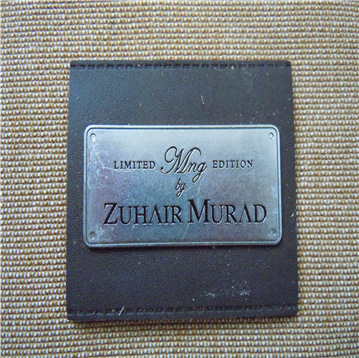 LIMITED Mng EDITION
by
ZUHAIR MURAD